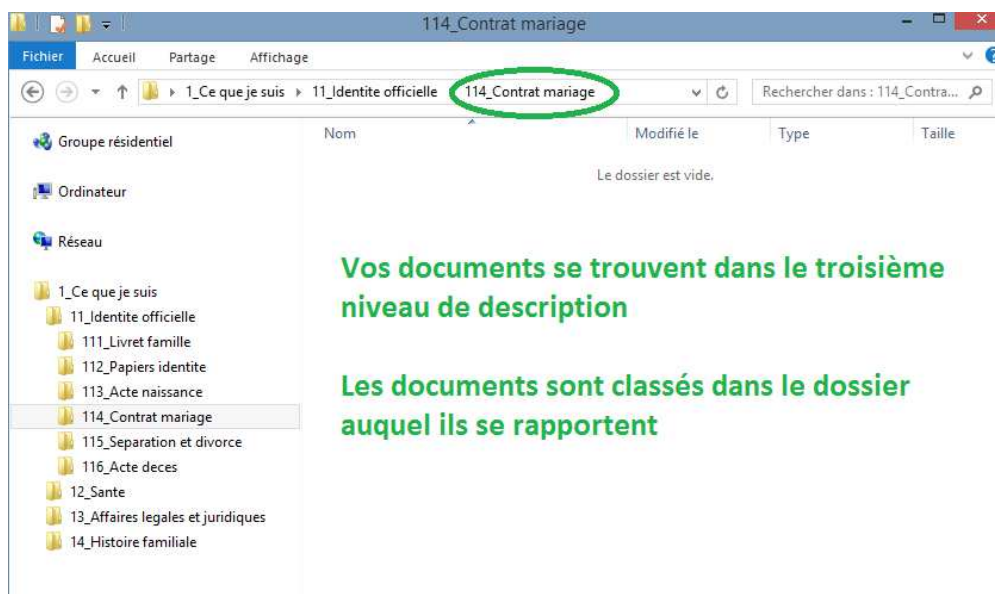 114_Contrat mariage
Fichier Accueil Partage Affichage
1_Ce que je suis 11_Identite officielle 114_Contrat mariage Rechercher dans : 114_Contra...
Nom Modifié le Type Taille
Le dossier est vide.
Groupe résidentiel
Ordinateur
Réseau
1_Ce que je suis
11_Identite officielle
111_Livret famille
112_Papiers identite
113_Acte naissance
114_Contrat mariage
115_Separation et divorce
116_Acte deces
12_Sante
13_Affaires legales et juridiques
14_Histoire familiale
Vos documents se trouvent dans le troisième
niveau de description
Les documents sont classés dans le dossier
auquel ils se rapportent